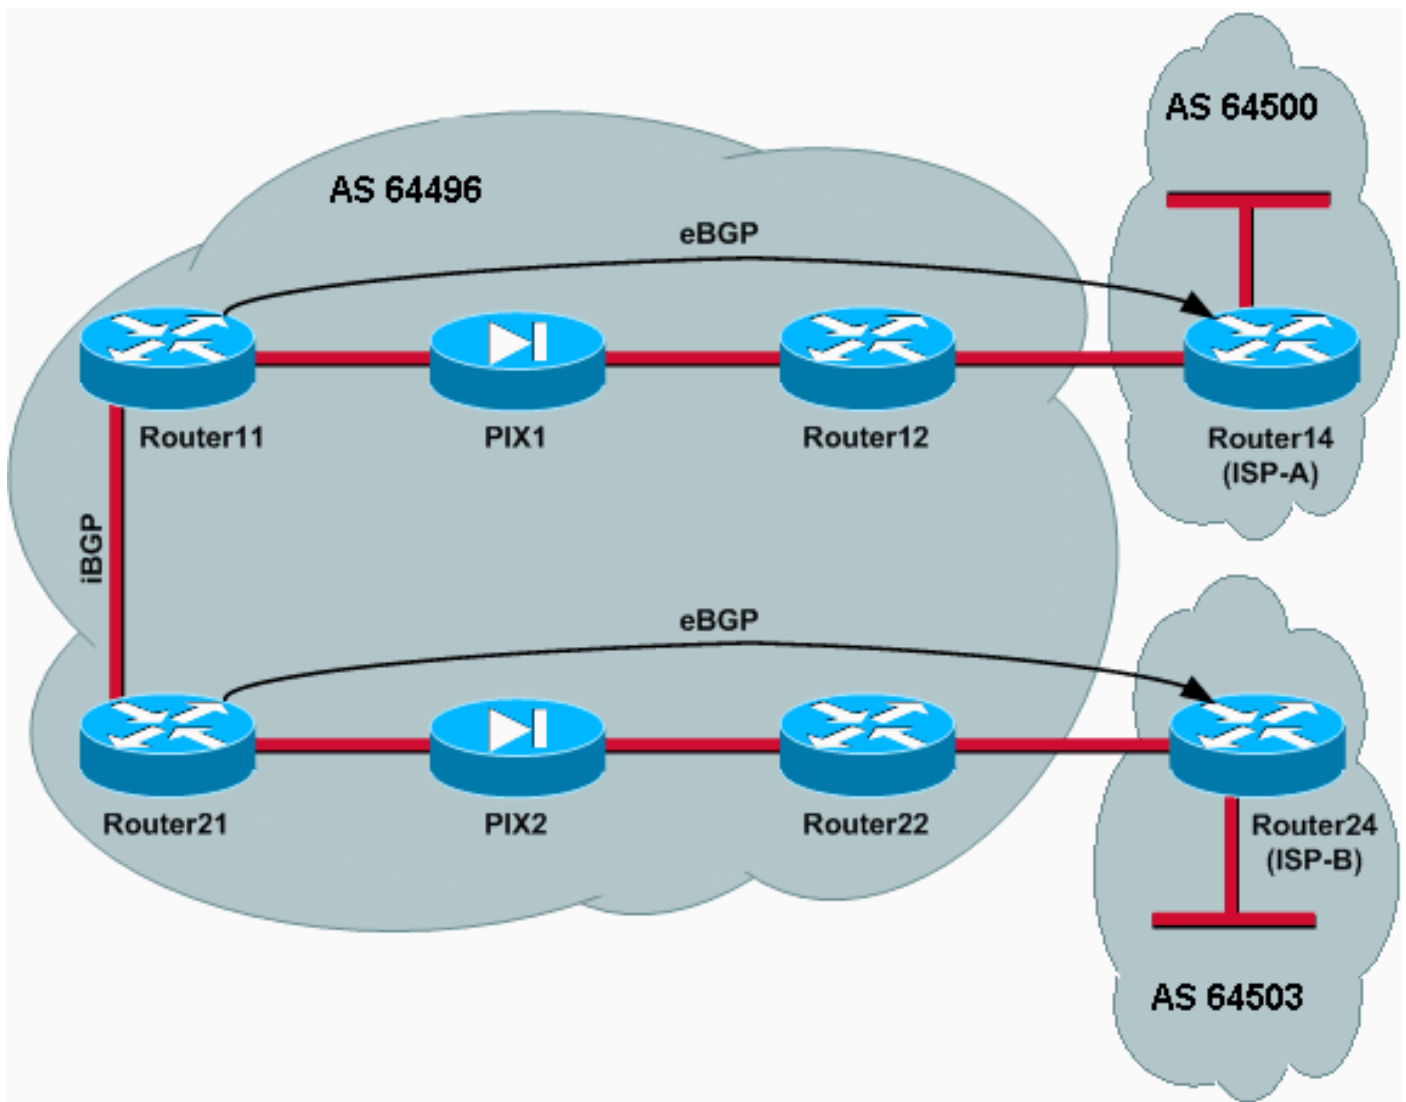 AS 64500
AS 64496
eBGP
Router11
PIX1
Router12
Router14
(ISP-A)
iBGP
eBGP
Router21
PIX2
Router22
Router24
(ISP-B)
AS 64503